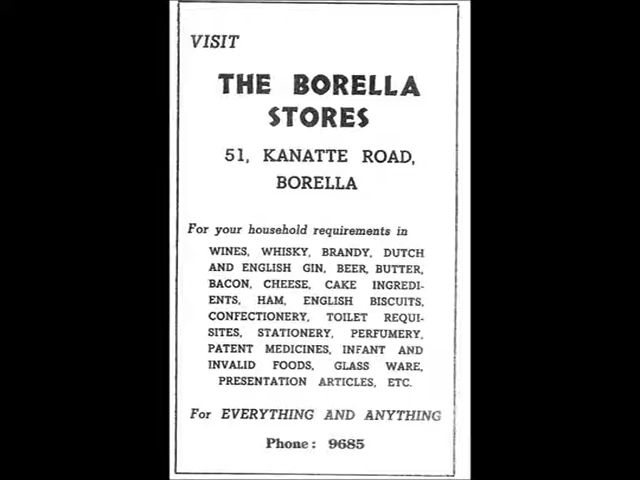 VISIT
THE BORELLA
STORES
51, KANATTE ROAD,
BORELLA
For your household requirements in
WINES, WHISKY, BRANDY, DUTCH
AND ENGLISH GIN, BEER, BUTTER,
BACON, CHEESE, CAKE INGREDI-
ENTS, HAM, ENGLISH BISCUITS,
CONFECTIONERY, TOILET REQUI-
SITES, STATIONERY, PERFUMERY,
PATENT MEDICINES, INFANT AND
INVALID FOODS, GLASS WARE,
PRESENTATION ARTICLES, ETC.
For EVERYTHING AND ANYTHING
Phone: 9685